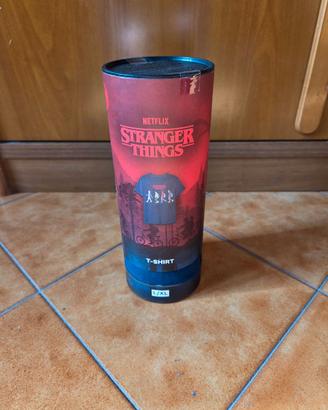 NETFLIX
STRANGER
THINGS
T-SHIRT
L/XL